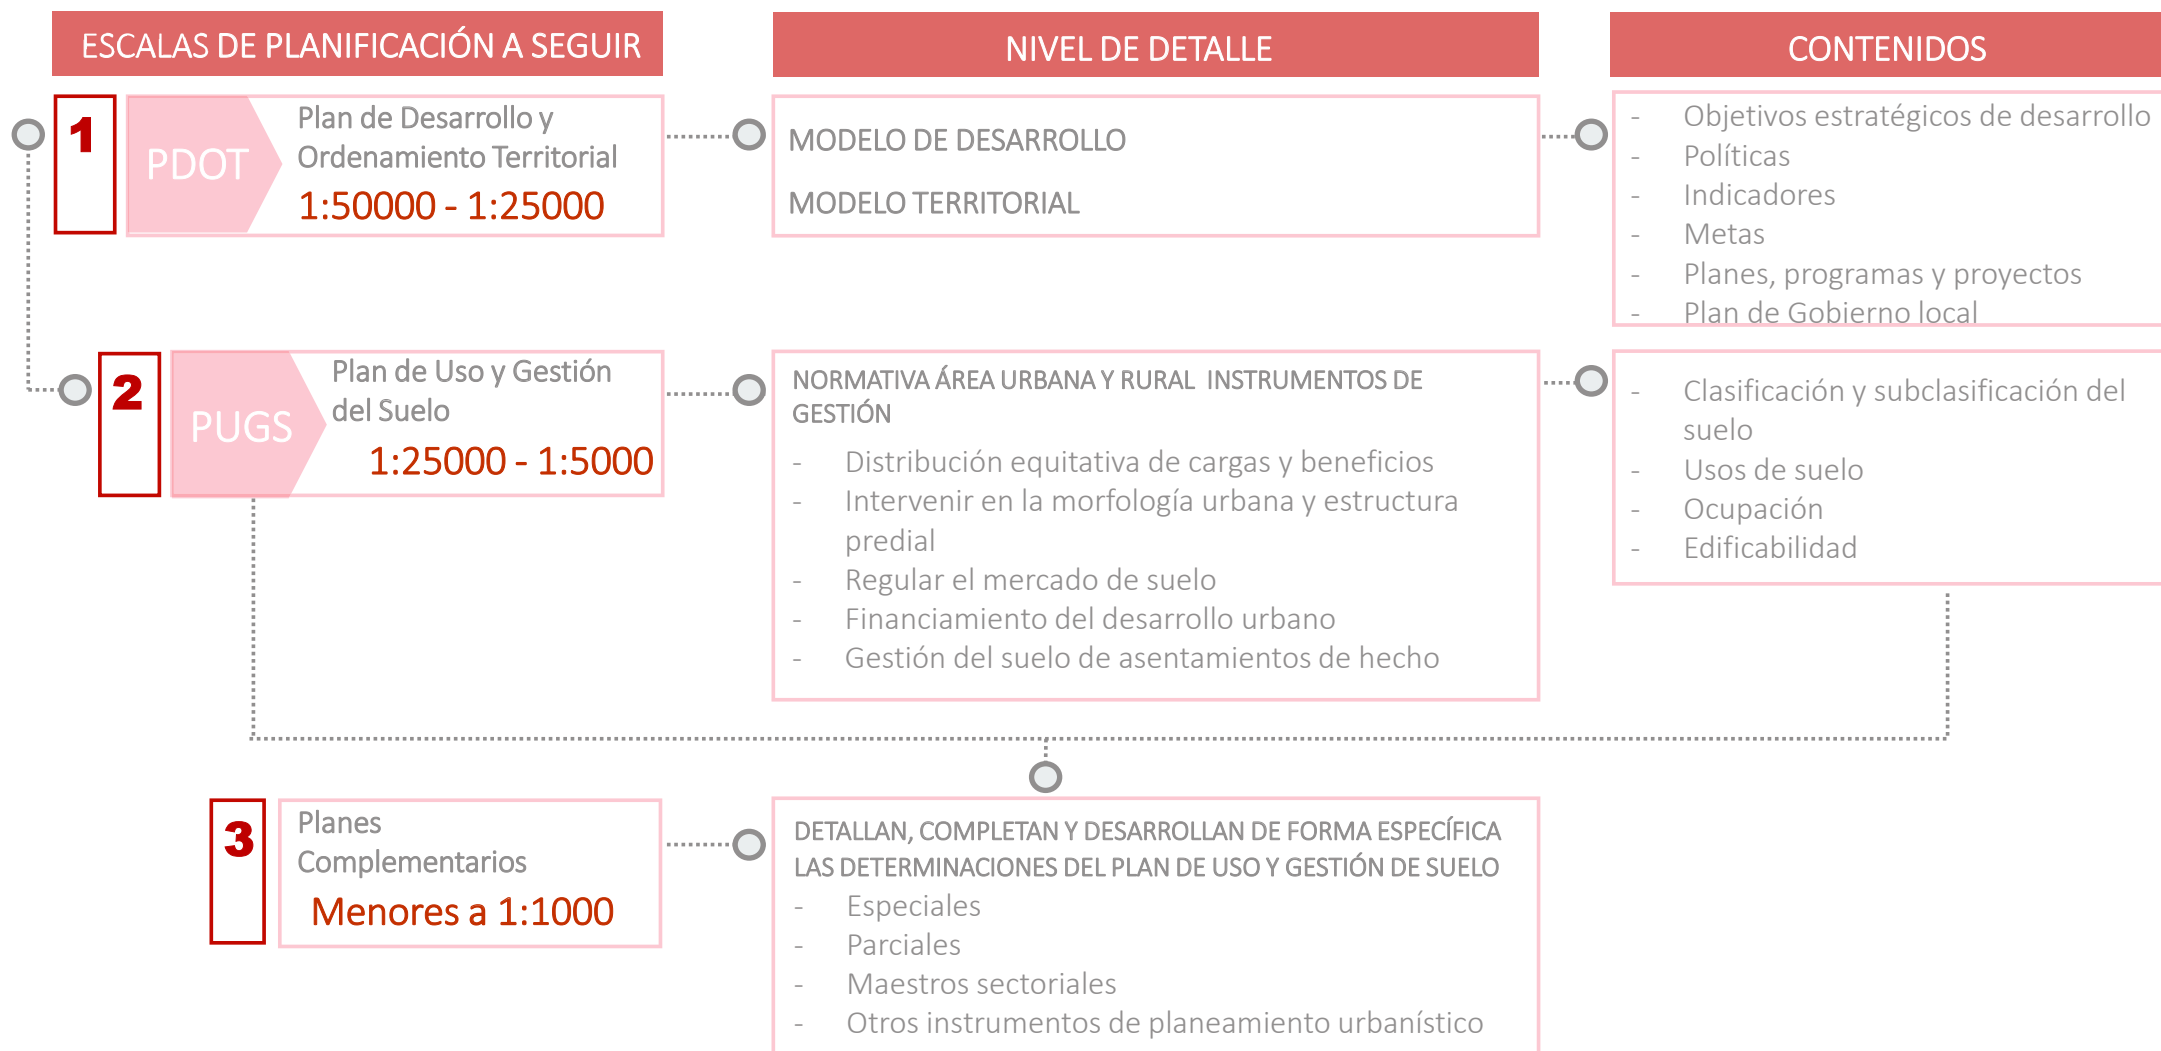 ESCALAS DE PLANIFICACIÓN A SEGUIR
NIVEL DE DETALLE
CONTENIDOS
1
PDOT
Plan de Desarrollo y
Ordenamiento Territorial
1:50000 - 1:25000
MODELO DE DESARROLLO
MODELO TERRITORIAL
- Objetivos estratégicos de desarrollo
- Políticas
- Indicadores
- Metas
- Planes, programas y proyectos
- Plan de Gobierno local
2
PUGS
Plan de Uso y Gestión
del Suelo
1:25000 - 1:5000
NORMATIVA ÁREA URBANA Y RURAL INSTRUMENTOS DE
GESTIÓN
- Distribución equitativa de cargas y beneficios
- Intervenir en la morfología urbana y estructura
predial
- Regular el mercado de suelo
- Financiamiento del desarrollo urbano
- Gestión del suelo de asentamientos de hecho
- Clasificación y subclasificación del
suelo
- Usos de suelo
- Ocupación
- Edificabilidad
3
Planes
Complementarios
Menores a 1:1000
DETALLAN, COMPLETAN Y DESARROLLAN DE FORMA ESPECÍFICA
LAS DETERMINACIONES DEL PLAN DE USO Y GESTIÓN DE SUELO
- Especiales
- Parciales
- Maestros sectoriales
- Otros instrumentos de planeamiento urbanístico